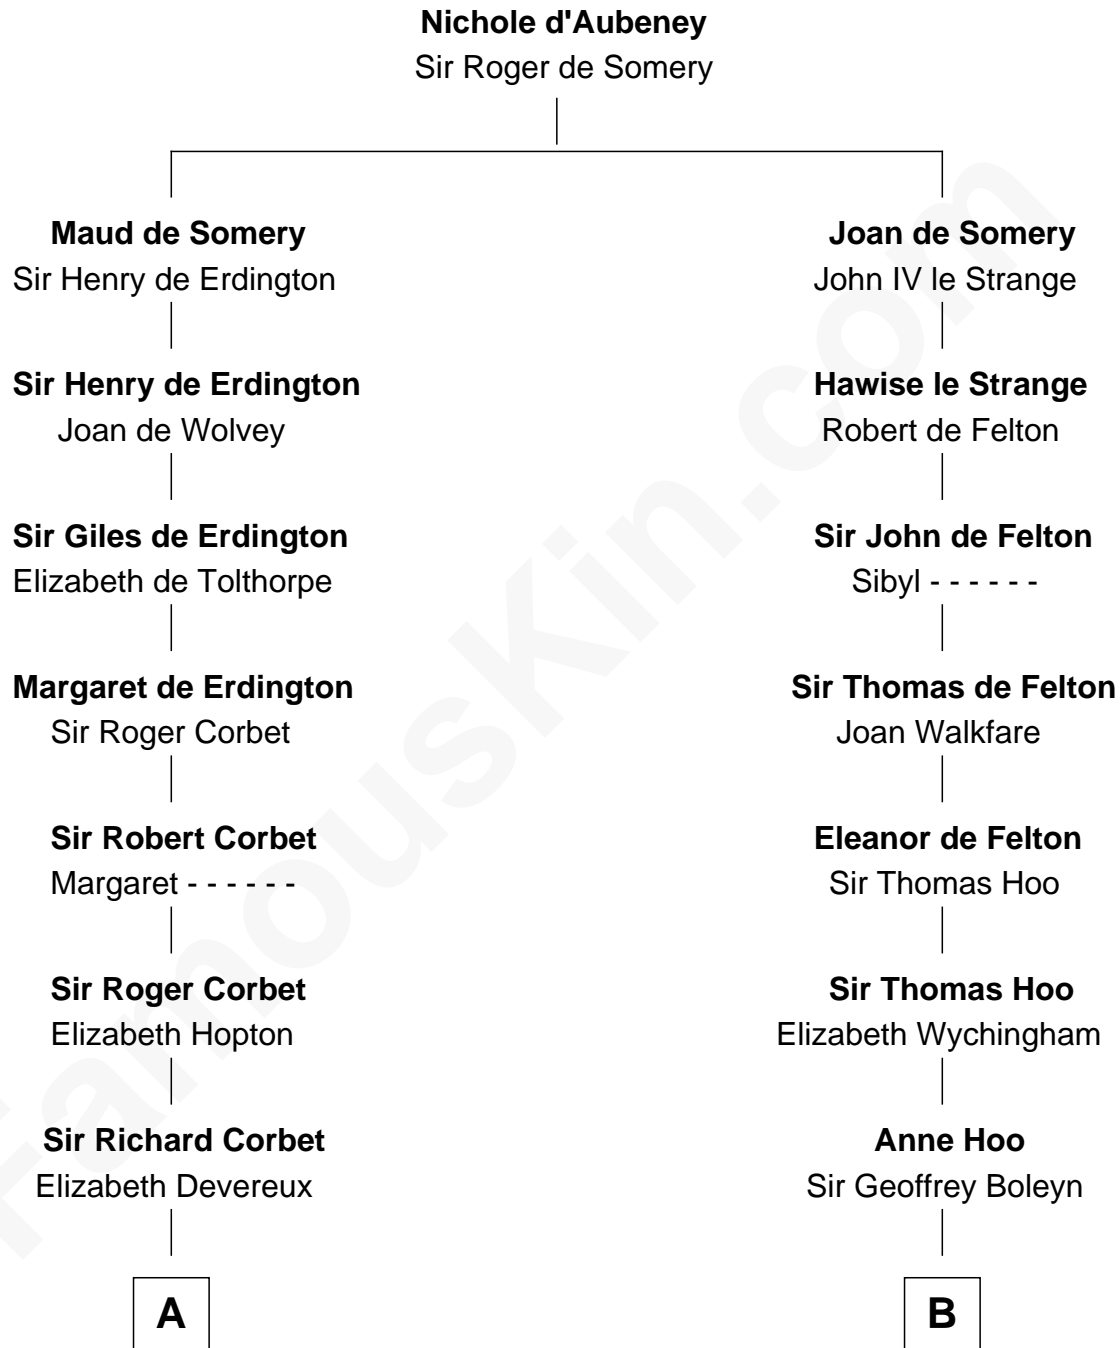 Nichole d'Aubeney
Sir Roger de Somery
Maud de Somery
Sir Henry de Erdington
Sir Henry de Erdington
Joan de Wolvey
Sir Giles de Erdington
Elizabeth de Tolthorpe
Margaret de Erdington
Sir Roger Corbet
Sir Robert Corbet
Margaret - - - - - -
Sir Roger Corbet
Elizabeth Hopton
Sir Richard Corbet
Elizabeth Devereux
A
Joan de Somery
John IV le Strange
Hawise le Strange
Robert de Felton
Sir John de Felton
Sibyl - - - - - -
Sir Thomas de Felton
Joan Walkfare
Eleanor de Felton
Sir Thomas Hoo
Sir Thomas Hoo
Elizabeth Wychingham
Anne Hoo
Sir Geoffrey Boleyn
B
FamousKin.com